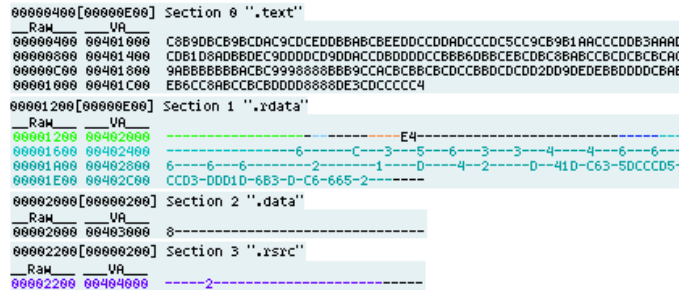 00000400[00000E00] Section 0 ".text"
__Raw___ __VA___
00000400 00401000 C8B9DBCB9BCDAC9CDCEDDBBABCBEEDDCCDDADCCCDC5CC9CB9B1AACCCDDB3AAAD
00000800 00401400 CDB1D8ADBBDEC9DDDDCD9DDACCDBDDDDCCBBB6DBBCEBCDBC8BABCCBCDCBCBCAC
00000C00 00401800 9ABBBBBBBACBC9998888BBB9CCACBCBBCBCDCCBBDCDCDD2DD9DEDEBBDDDDCBAB
00001000 00401C00 EB6CC8ABCCBCBDDDD8888DE3CDCCCCC4
00001200[00000E00] Section 1 ".rdata"
__Raw___ __VA___
00001200 00402000 -----------------------------E4------------------------------
00001600 00402400 ----------------6------C---3---5---6---3---3---4----4---6---6--
00001A00 00402800 6----6---6-------2------1----D----4--2-----D--41D-C63-5DCCCD5-
00001E00 00402C00 CCD3-DDD1D-6B3-D-C6-665-2-------
00002000[00000200] Section 2 ".data"
__Raw___ __VA___
00002000 00403000 8-------------------------------
00002200[00000200] Section 3 ".rsrc"
__Raw___ __VA___
00002200 00404000 -----2--------------------------